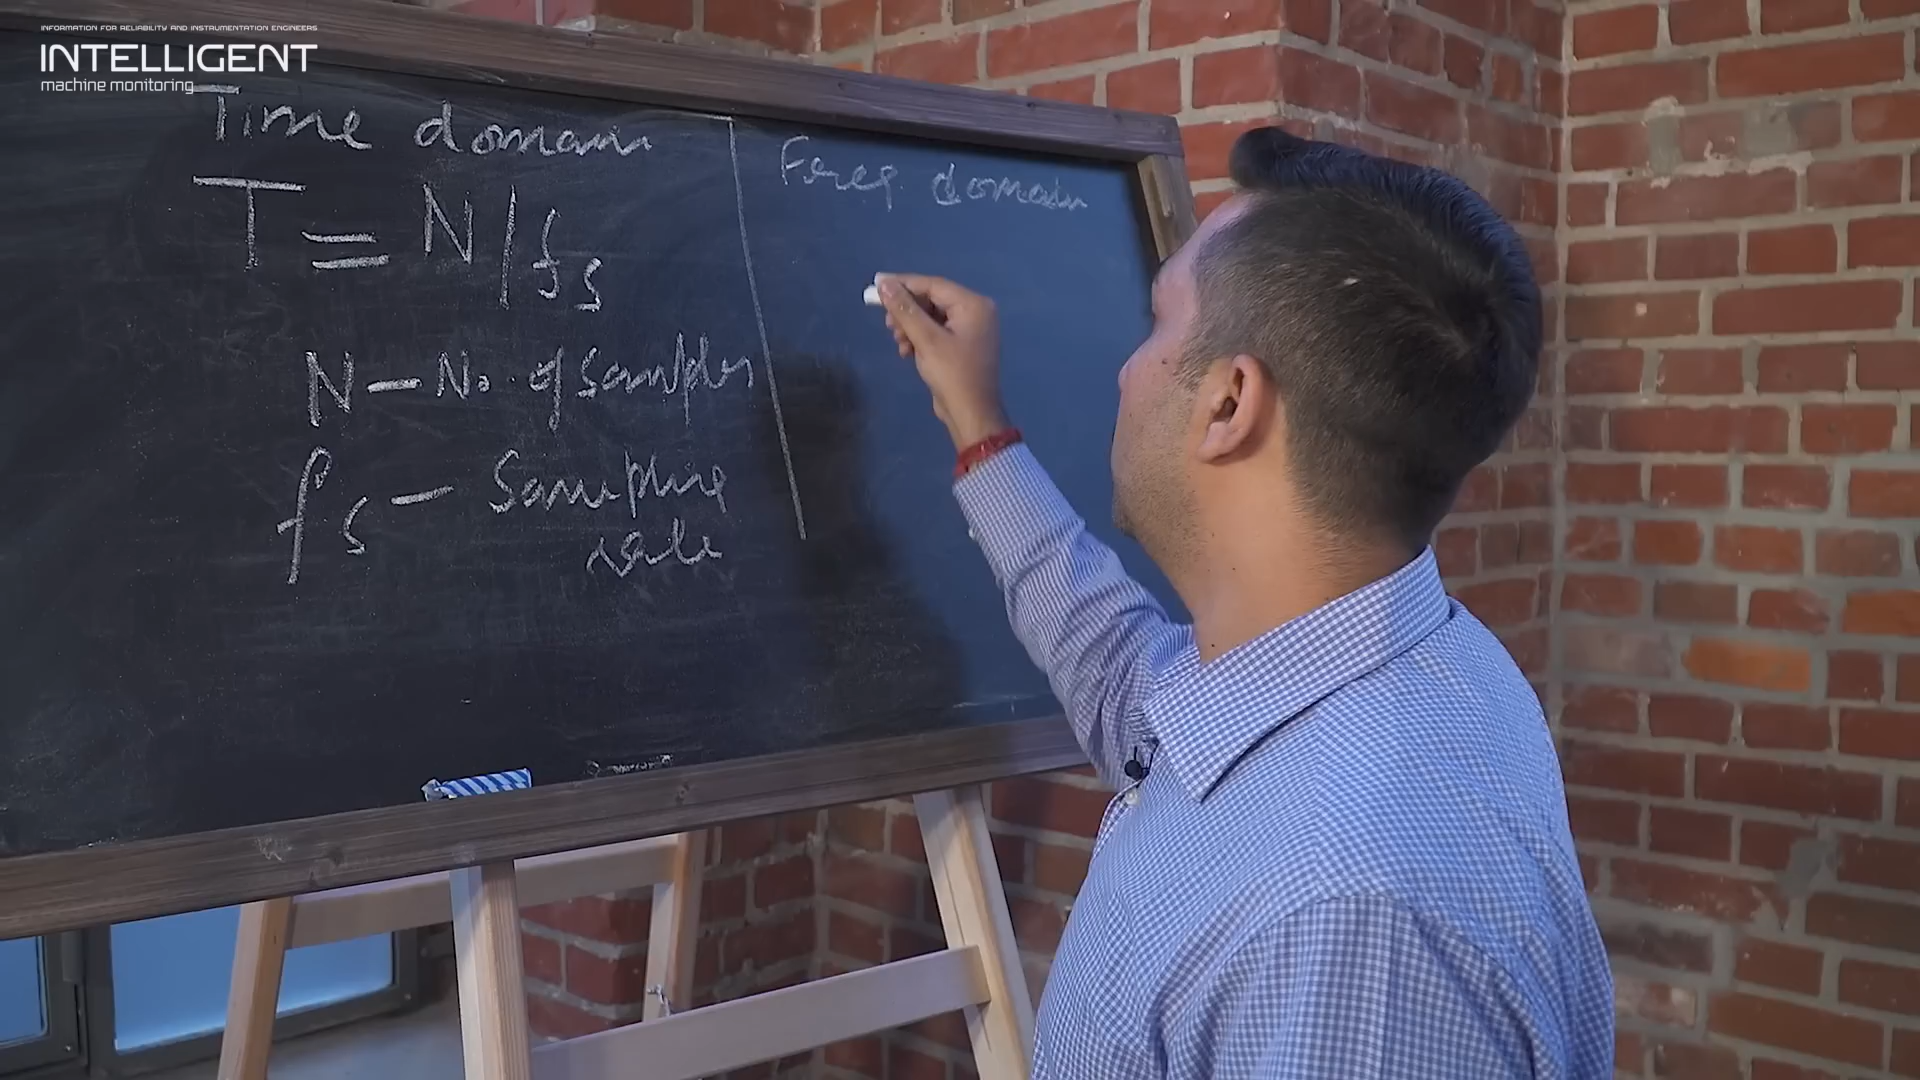 INFORMATION FOR RELIABILITY AND INSTRUMENTATION ENGINEERS
INTELLIGENT
machine monitoring
Time domain
T = N/fs
N - No. of samples
fs - Sampling
rate
Freq. domain